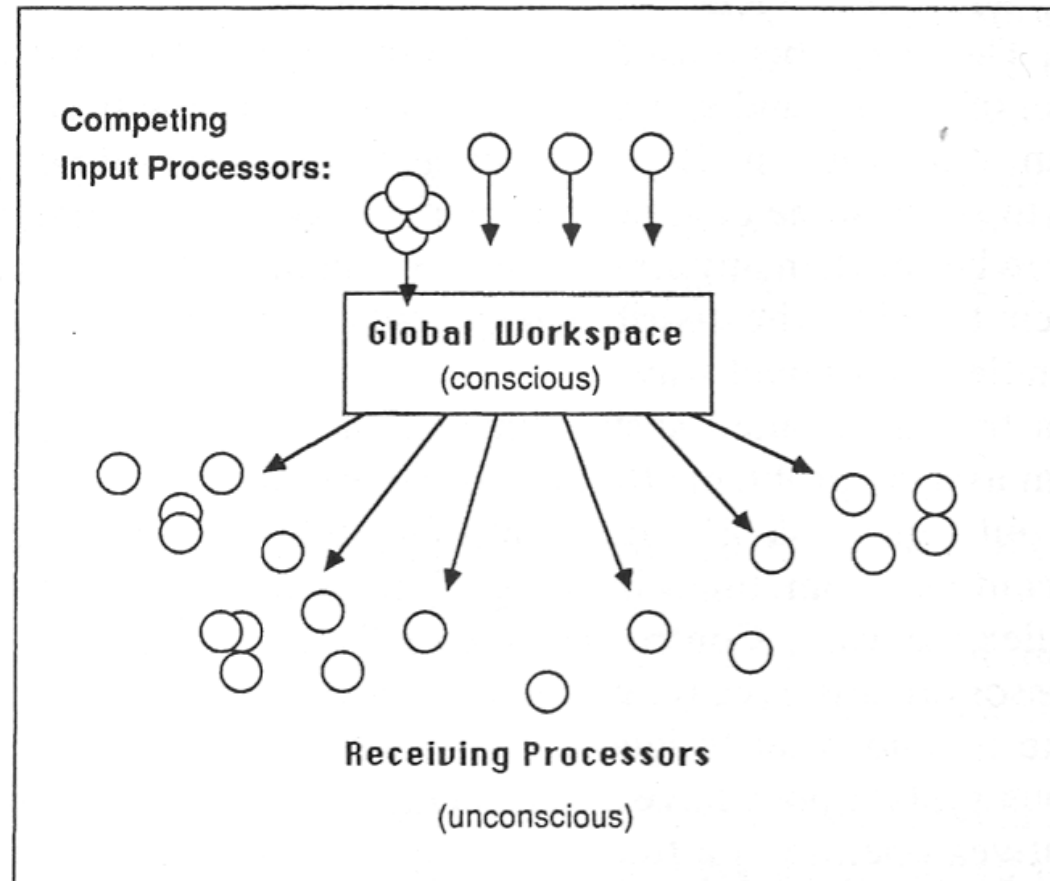 Competing
Input Processors:
Global Workspace
(conscious)
Receiving Processors
(unconscious)